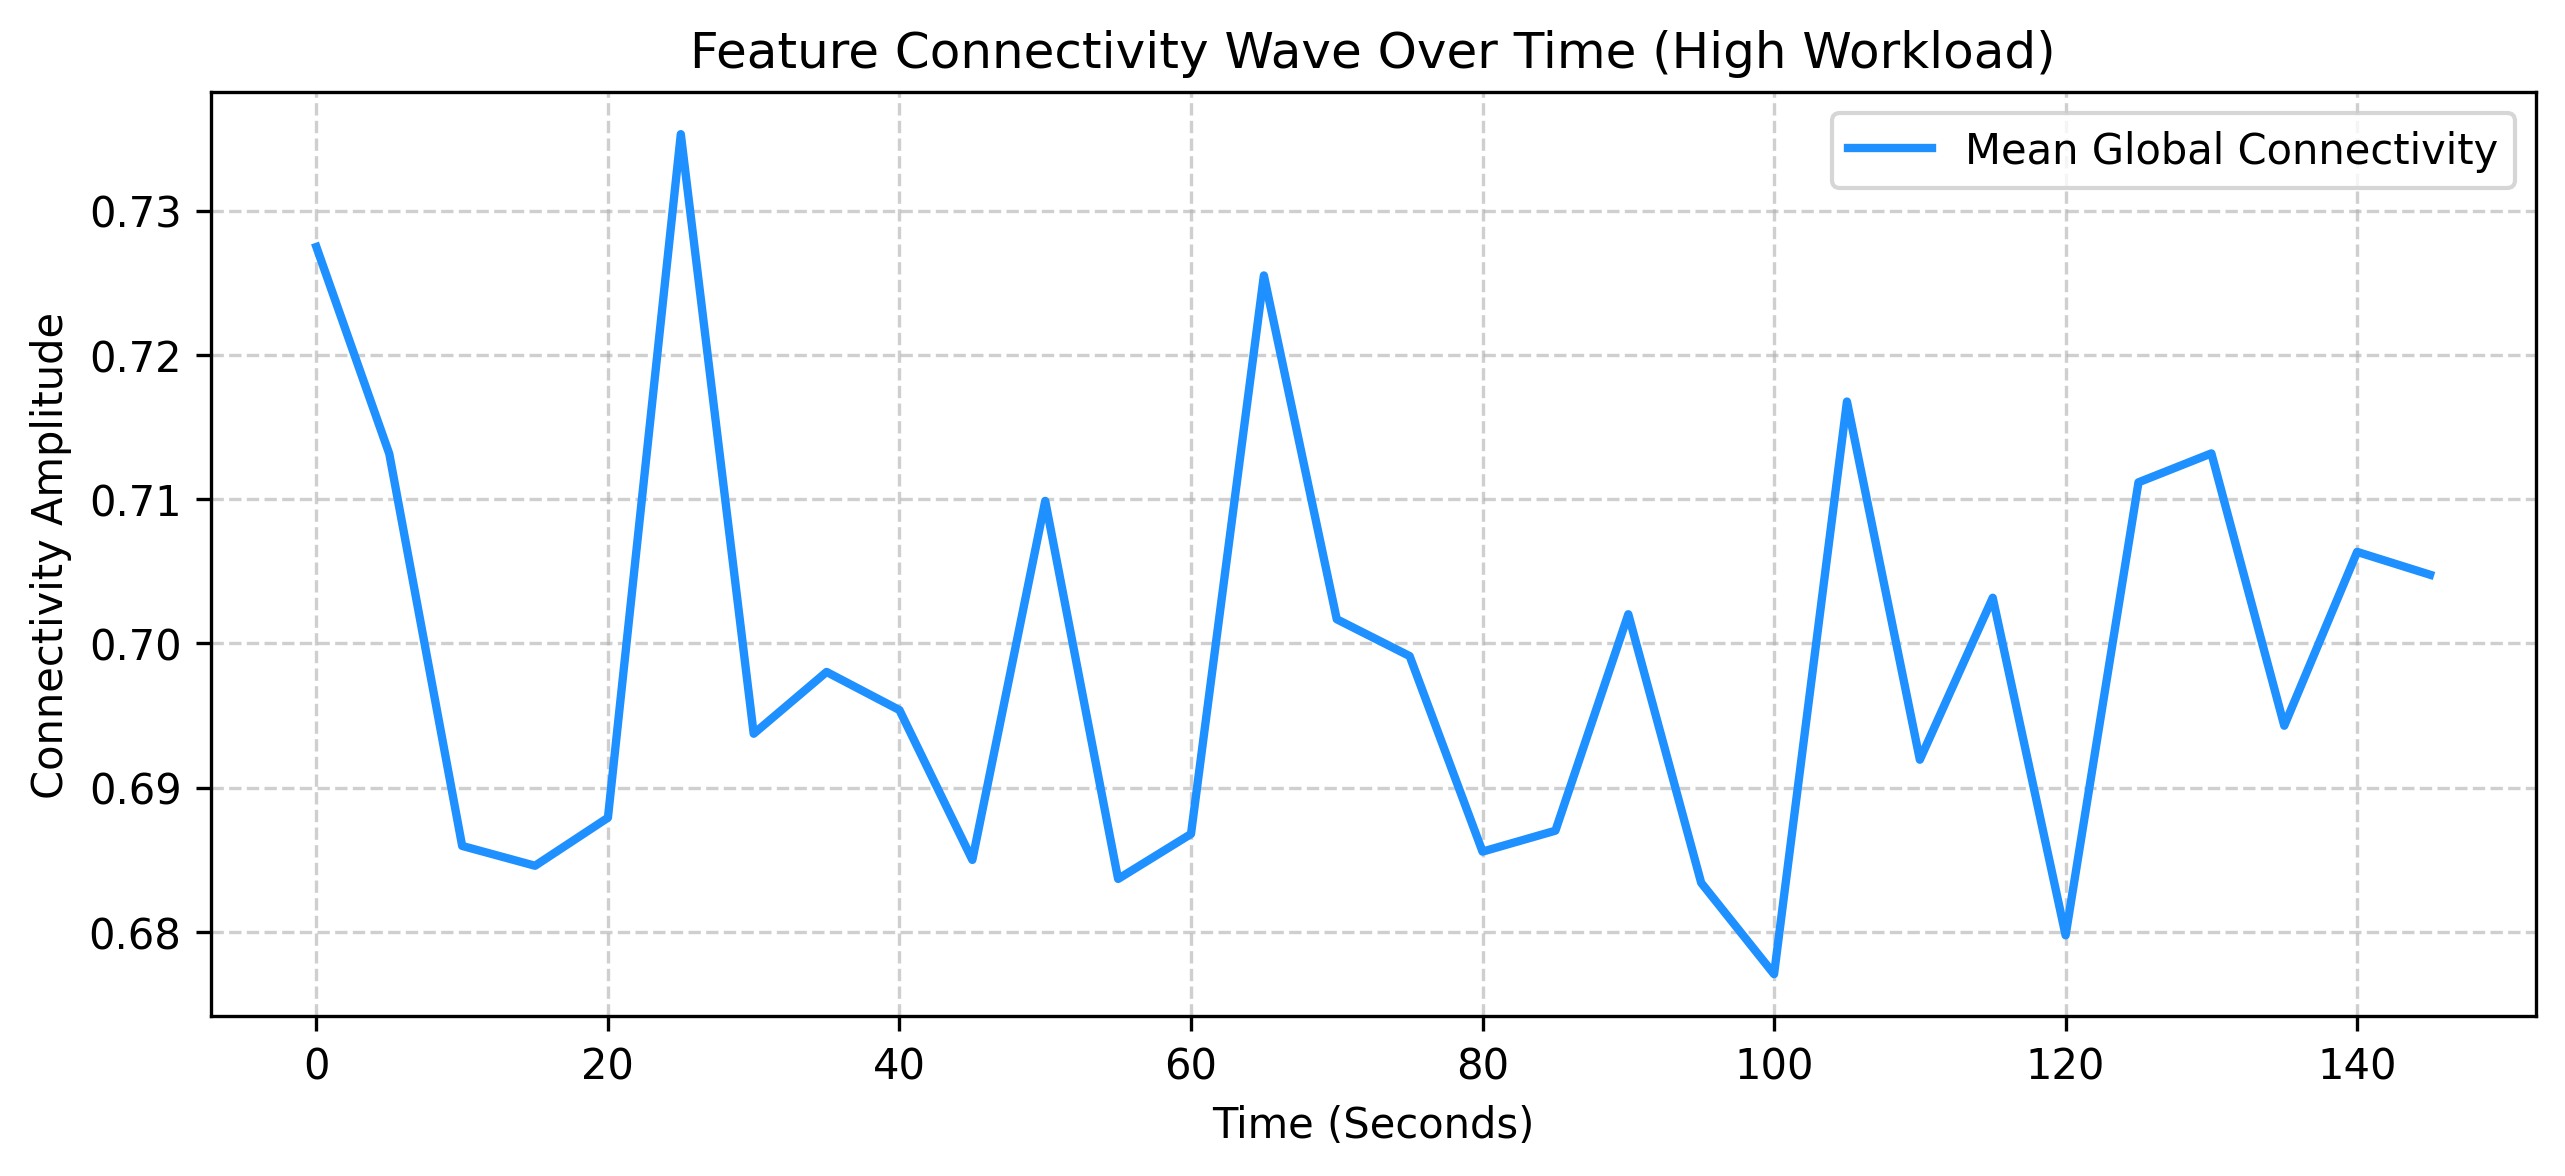 Feature Connectivity Wave Over Time (High Workload)
Mean Global Connectivity
Connectivity Amplitude
0.73
0.72
0.71
0.70
0.69
0.68
0 20 40 60 80 100 120 140
Time (Seconds)